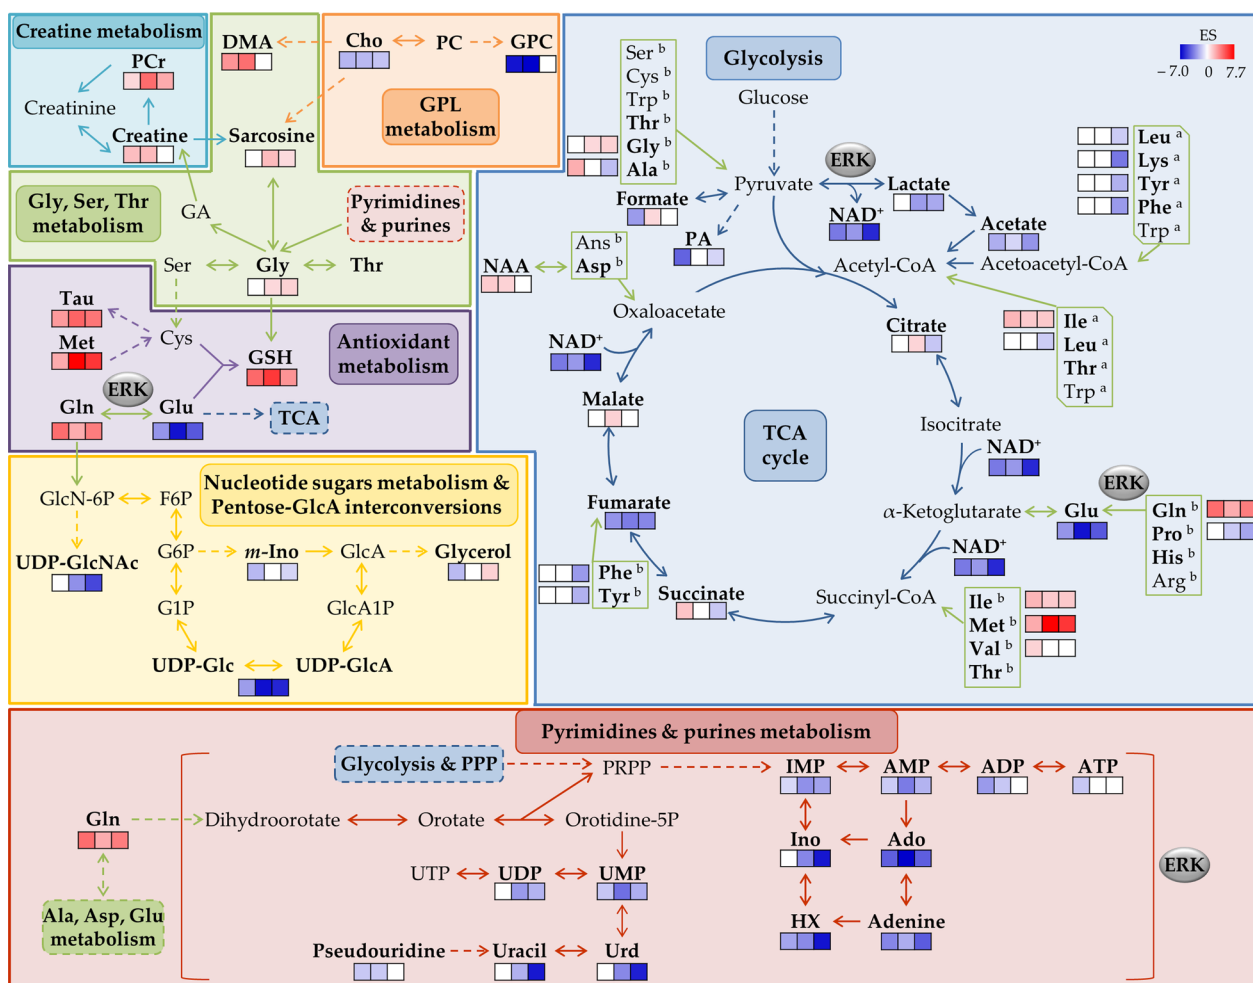 Creatine metabolism
PCr
Creatinine
Creatine
DMA
Sarcosine
Cho
PC
GPC
GPL
metabolism
Gly, Ser, Thr
metabolism
GA
Pyrimidines
& purines
Ser
Gly
Thr
Tau
Met
Cys
GSH
Antioxidant
metabolism
ERK
Gln
Glu
TCA
Nucleotide sugars metabolism &
Pentose-GlcA interconversions
GlcN-6P
F6P
UDP-GlcNAc
G6P
m-Ino
GlcA
Glycerol
G1P
GlcA1P
UDP-Glc
UDP-GlcA
Glycolysis
Glucose
ES
−7.0 0 7.7
Ser b
Cys b
Trp b
Thr b
Gly b
Ala b
Pyruvate
ERK
Lactate
NAD+
Formate
PA
Acetate
Leu a
Lys a
Tyr a
Phe a
Trp a
Acetyl-CoA
Acetoacetyl-CoA
NAA
Ans b
Asp b
Oxaloacetate
Citrate
Ile a
Leu a
Thr a
Trp a
NAD+
Malate
TCA
cycle
Isocitrate
NAD+
Fumarate
α-Ketoglutarate
Glu
ERK
Gln b
Pro b
His b
Arg b
NAD+
Phe b
Tyr b
Succinate
Succinyl-CoA
Ile b
Met b
Val b
Thr b
Pyrimidines & purines metabolism
Glycolysis & PPP
PRPP
IMP
AMP
ADP
ATP
Gln
Dihydroorotate
Orotate
Orotidine-5P
Ino
Ado
UTP
UDP
UMP
ERK
Ala, Asp, Glu
metabolism
HX
Adenine
Pseudouridine
Uracil
Urd